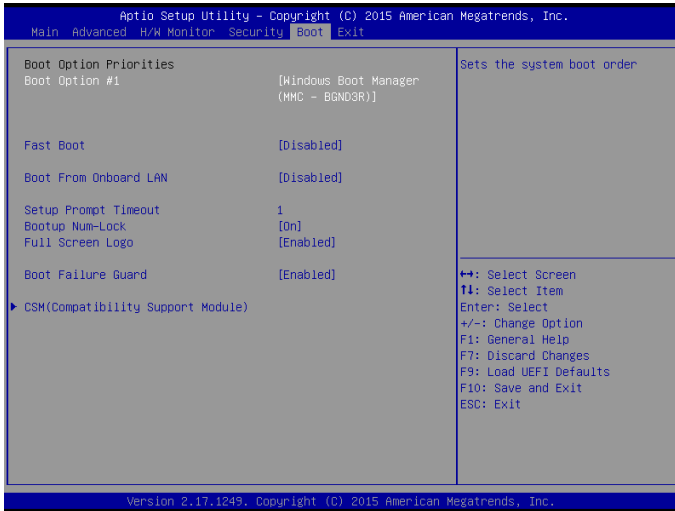 Aptio Setup Utility – Copyright (C) 2015 American Megatrends, Inc.
Main Advanced H/W Monitor Security Boot Exit
Boot Option Priorities
Boot Option #1 [Windows Boot Manager
(MMC – BGND3R)]
Fast Boot [Disabled]
Boot From Onboard LAN [Disabled]
Setup Prompt Timeout 1
Bootup Num-Lock [On]
Full Screen Logo [Enabled]
Boot Failure Guard [Enabled]
▶ CSM(Compatibility Support Module)
Sets the system boot order
↔: Select Screen
↑↓: Select Item
Enter: Select
+/-: Change Option
F1: General Help
F7: Discard Changes
F9: Load UEFI Defaults
F10: Save and Exit
ESC: Exit
Version 2.17.1249. Copyright (C) 2015 American Megatrends, Inc.